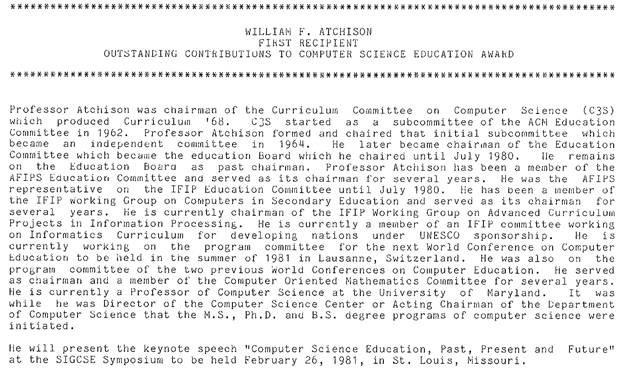 ************************************************************************************
WILLIAM F. ATCHISON
FIRST RECIPIENT
OUTSTANDING CONTRIBUTIONS TO COMPUTER SCIENCE EDUCATION AWARD
************************************************************************************
Professor Atchison was chairman of the Curriculum Committee on Computer Science (C3S)
which produced Curriculum '68. C3S started as a subcommittee of the ACM Education
Committee in 1962. Professor Atchison formed and chaired that initial subcommittee which
became an independent committee in 1964. He later became chairman of the Education
Committee which became the education Board which he chaired until July 1980. He remains
on the Education Board as past chairman. Professor Atchison has been a member of the
AFIPS Education Committee and served as its chairman for several years. He was the AFIPS
representative on the IFIP Education Committee until July 1980. He has been a member of
the IFIP Working Group on Computers in Secondary Education and served as its chairman for
several years. He is currently chairman of the IFIP Working Group on Advanced Curriculum
Projects in Information Processing. He is currently a member of an IFIP committee working
on Informatics Curriculum for developing nations under UNESCO sponsorship. He is
currently working on the program committee for the next World Conference on Computer
Education to be held in the summer of 1981 in Lausanne, Switzerland. He was also on the
program committee of the two previous World Conferences on Computer Education. He served
as chairman and a member of the Computer Oriented Mathematics Committee for several years.
He is currently a Professor of Computer Science at the University of Maryland. It was
while he was Director of the Computer Science Center or Acting Chairman of the Department
of Computer Science that the M.S., Ph.D. and B.S. degree programs of computer science were
initiated.
He will present the keynote speech "Computer Science Education, Past, Present and Future"
at the SIGCSE Symposium to be held February 26, 1981, in St. Louis, Missouri.